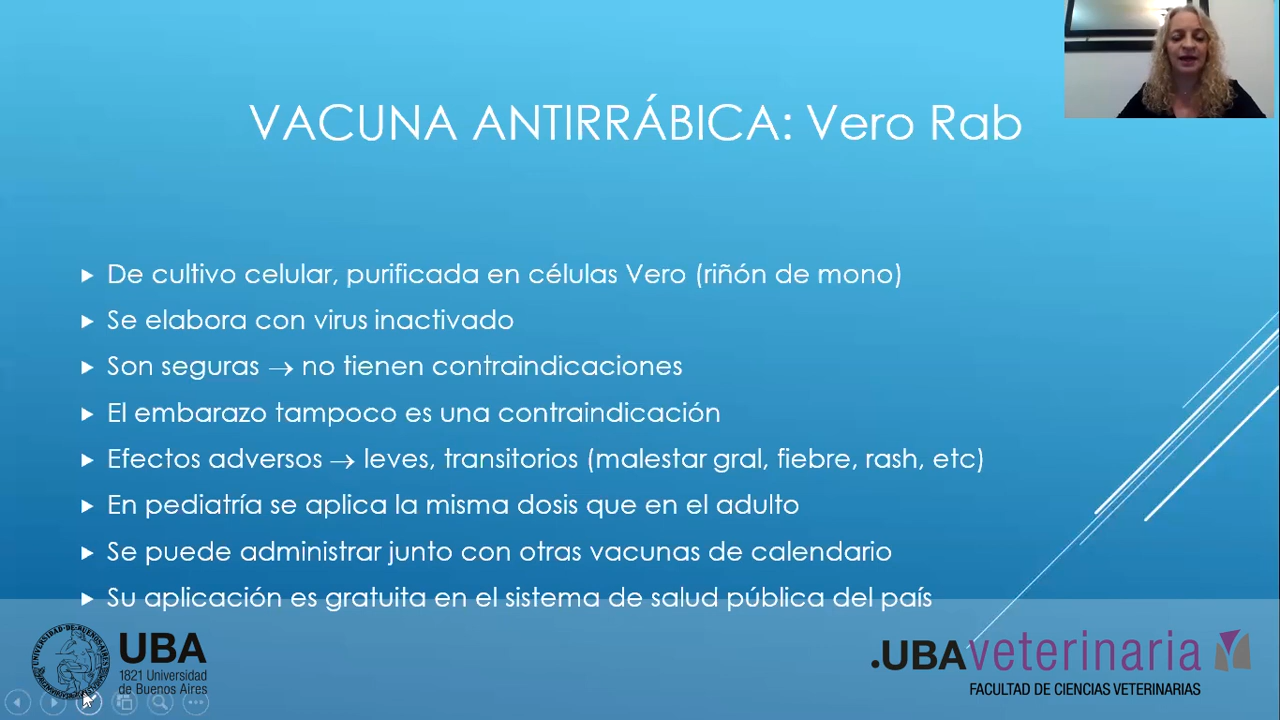 VACUNA ANTIRRÁBICA: Vero Rab
De cultivo celular, purificada en células Vero (riñón de mono)
Se elabora con virus inactivado
Son seguras → no tienen contraindicaciones
El embarazo tampoco es una contraindicación
Efectos adversos → leves, transitorios (malestar gral, fiebre, rash, etc)
En pediatría se aplica la misma dosis que en el adulto
Se puede administrar junto con otras vacunas de calendario
Su aplicación es gratuita en el sistema de salud pública del país
UBA
1821 Universidad
de Buenos Aires
.UBAveterinaria
FACULTAD DE CIENCIAS VETERINARIAS